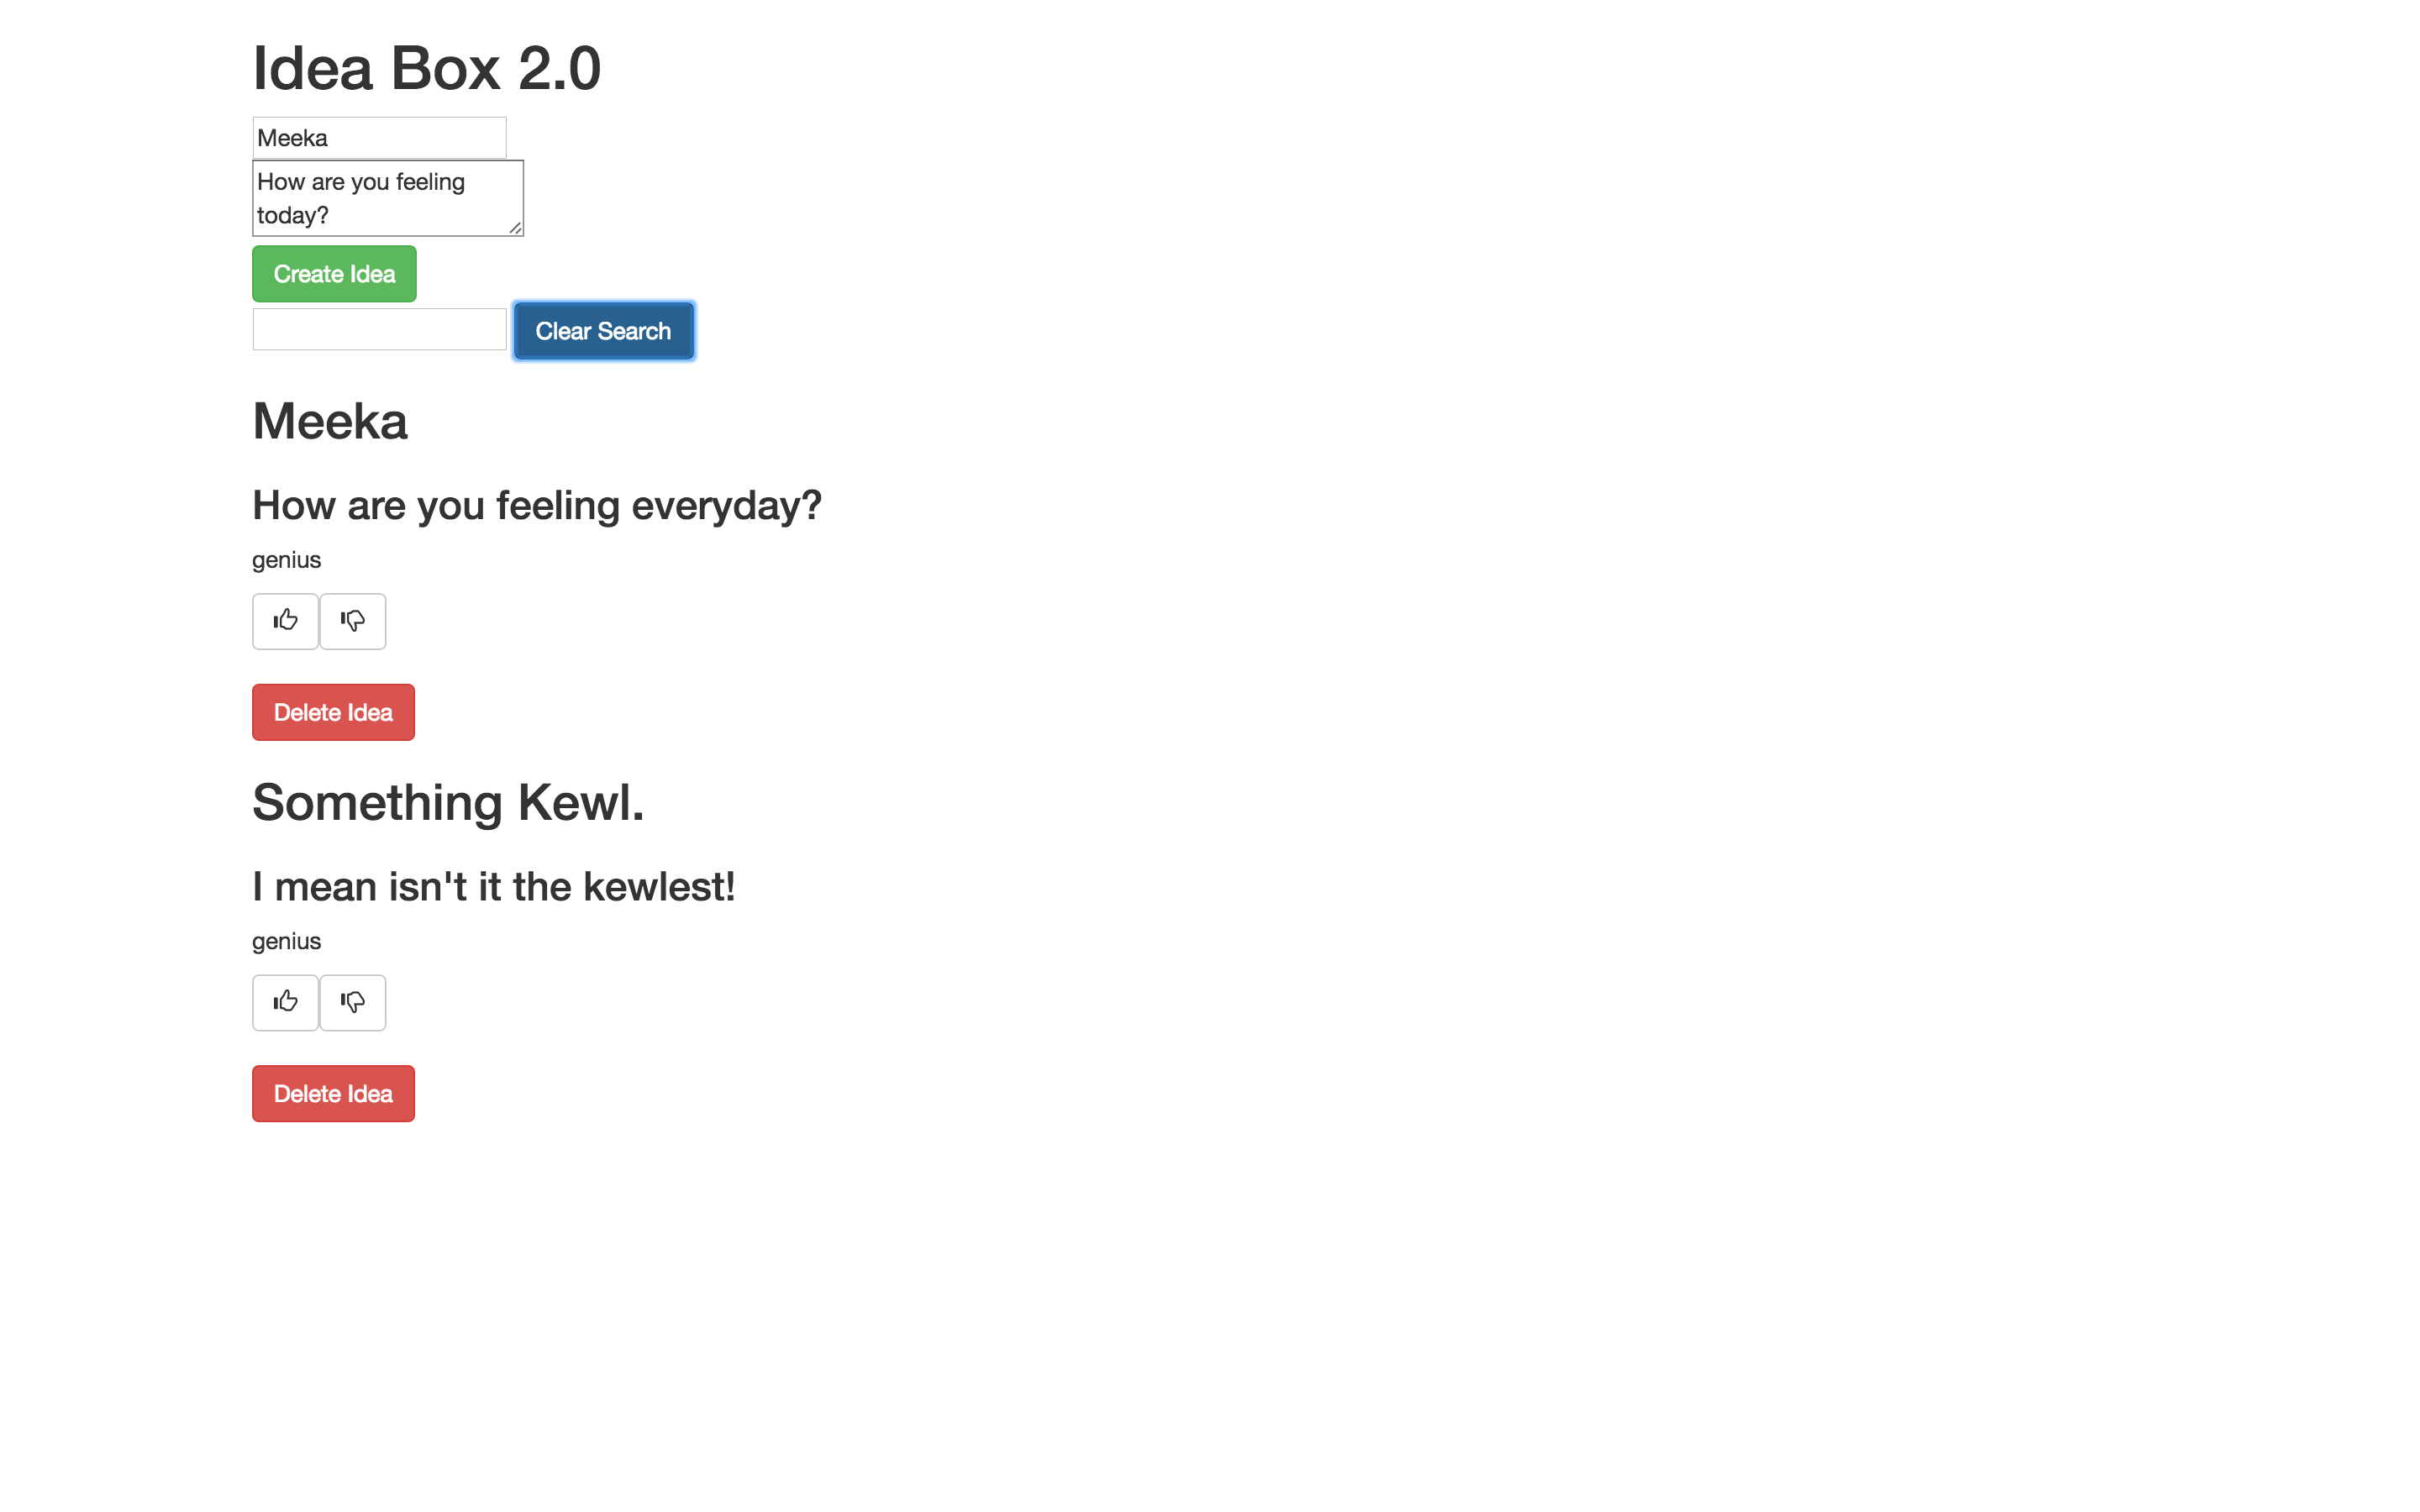 Idea Box 2.0
Meeka
How are you feeling
today?
Create Idea
Clear Search
Meeka
How are you feeling everyday?
genius
Delete Idea
Something Kewl.
I mean isn't it the kewlest!
genius
Delete Idea